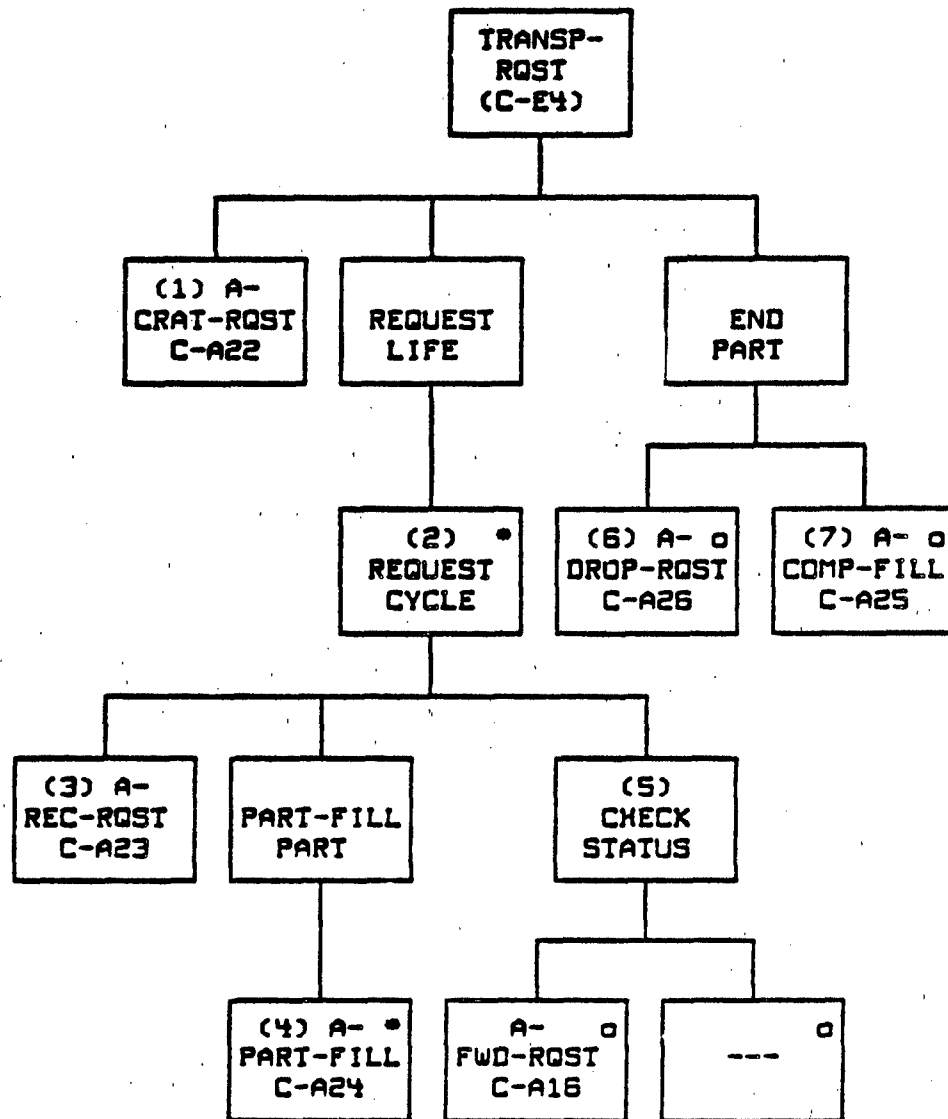 TRANSP-
RQST
(C-E4)
(1) A-
CRAT-RQST
C-A22
REQUEST
LIFE
END
PART
(2) *
REQUEST
CYCLE
(6) A- o
DROP-RQST
C-A26
(7) A- o
COMP-FILL
C-A25
(3) A-
REC-RQST
C-A23
PART-FILL
PART
(5)
CHECK
STATUS
(4) A- *
PART-FILL
C-A24
A- o
FWD-RQST
C-A16
o
---